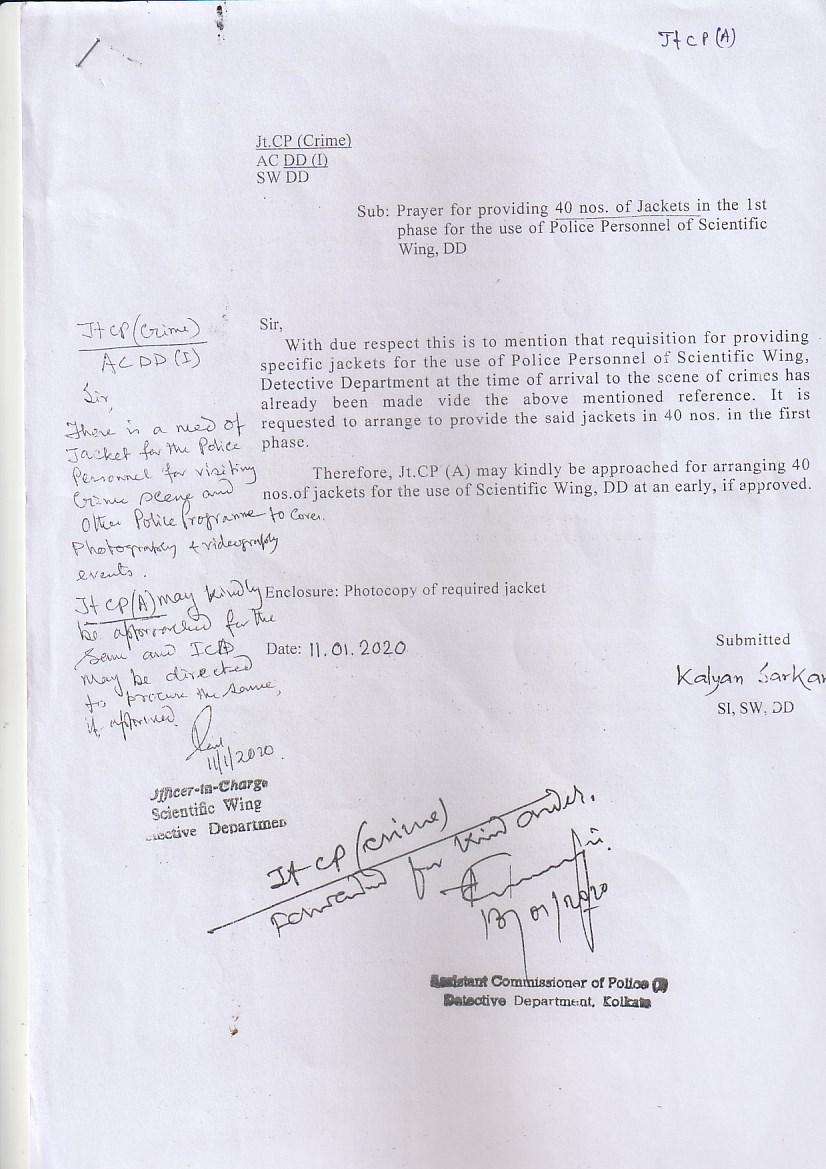 Jt CP (A)
Jt.CP (Crime)
AC DD (I)
SW DD
Sub: Prayer for providing 40 nos. of Jackets in the 1st
phase for the use of Police Personnel of Scientific
Wing, DD
Sir,
With due respect this is to mention that requisition for providing
specific jackets for the use of Police Personnel of Scientific Wing,
Detective Department at the time of arrival to the scene of crimes has
already been made vide the above mentioned reference. It is
requested to arrange to provide the said jackets in 40 nos. in the first
phase.
Therefore, Jt.CP (A) may kindly be approached for arranging 40
nos.of jackets for the use of Scientific Wing, DD at an early, if approved.
Enclosure: Photocopy of required jacket
Date: 11.01.2020
Submitted
Kalyan Sarkar
SI, SW, DD
Jt CP (Crime)
AC DD (I)
Sir,
There is a need of
Jacket for the Police
Personnel for visiting
Crime scene and
Other Police Programme to cover
Photography + videography
events.
Jt CP(A) may kindly
be approached for the
same and
may be directed
to procure the same,
if approved.
11/1/2020.
Officer-in-Charge
Scientific Wing
etective Departmen
Jt CP (Crime)
Forwarded for kind order.
13/01/2020
Assistant Commissioner of Police (I)
Detective Department, Kolkata